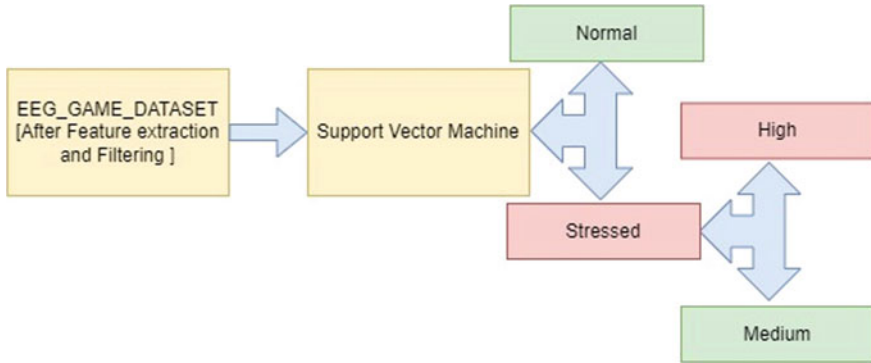 Normal
EEG_GAME_DATASET
[After Feature extraction
and Filtering ]
Support Vector Machine
High
Stressed
Medium